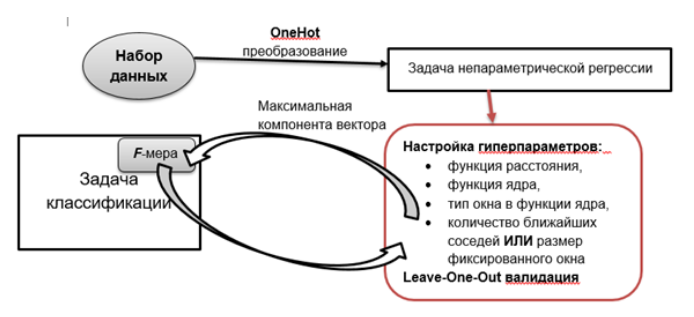 OneHot
преобразование
Набор
данных
Задача непараметрической регрессии
Максимальная
компонента вектора
F-мера
Задача
классификации
Настройка гиперпараметров:
• функция расстояния,
• функция ядра,
• тип окна в функции ядра,
• количество ближайших
соседей ИЛИ размер
фиксированного окна
Leave-One-Out валидация